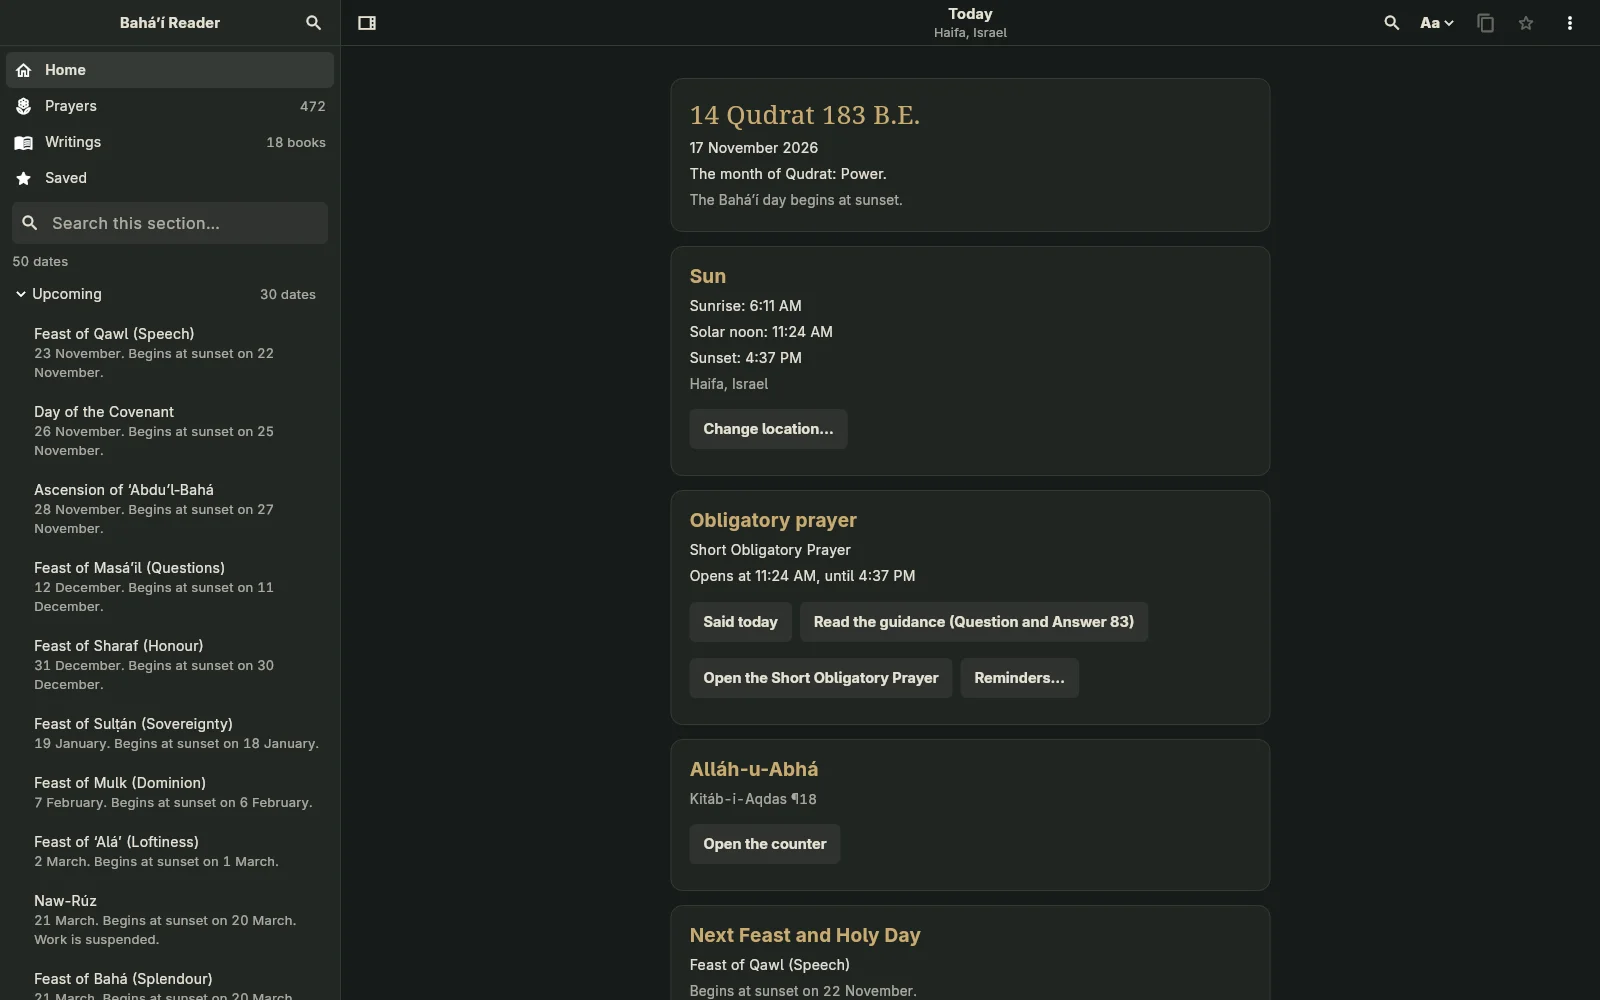 Bahá’í Reader
Home
Prayers 472
Writings 18 books
Saved
Search this section...
50 dates
Upcoming 30 dates
Feast of Qawl (Speech)
23 November. Begins at sunset on 22
November.
Day of the Covenant
26 November. Begins at sunset on 25
November.
Ascension of ‘Abdu’l-Bahá
28 November. Begins at sunset on 27
November.
Feast of Masá’il (Questions)
12 December. Begins at sunset on 11
December.
Feast of Sharaf (Honour)
31 December. Begins at sunset on 30
December.
Feast of Sulṭán (Sovereignty)
19 January. Begins at sunset on 18 January.
Feast of Mulk (Dominion)
7 February. Begins at sunset on 6 February.
Feast of ‘Alá’ (Loftiness)
2 March. Begins at sunset on 1 March.
Naw-Rúz
21 March. Begins at sunset on 20 March.
Work is suspended.
Feast of Bahá (Splendour)
21 March. Begins at sunset on 20 March.
Today
Haifa, Israel
Aa
14 Qudrat 183 B.E.
17 November 2026
The month of Qudrat: Power.
The Bahá’í day begins at sunset.
Sun
Sunrise: 6:11 AM
Solar noon: 11:24 AM
Sunset: 4:37 PM
Haifa, Israel
Change location...
Obligatory prayer
Short Obligatory Prayer
Opens at 11:24 AM, until 4:37 PM
Said today
Read the guidance (Question and Answer 83)
Open the Short Obligatory Prayer
Reminders...
Alláh-u-Abhá
Kitáb-i-Aqdas ¶18
Open the counter
Next Feast and Holy Day
Feast of Qawl (Speech)
Begins at sunset on 22 November.